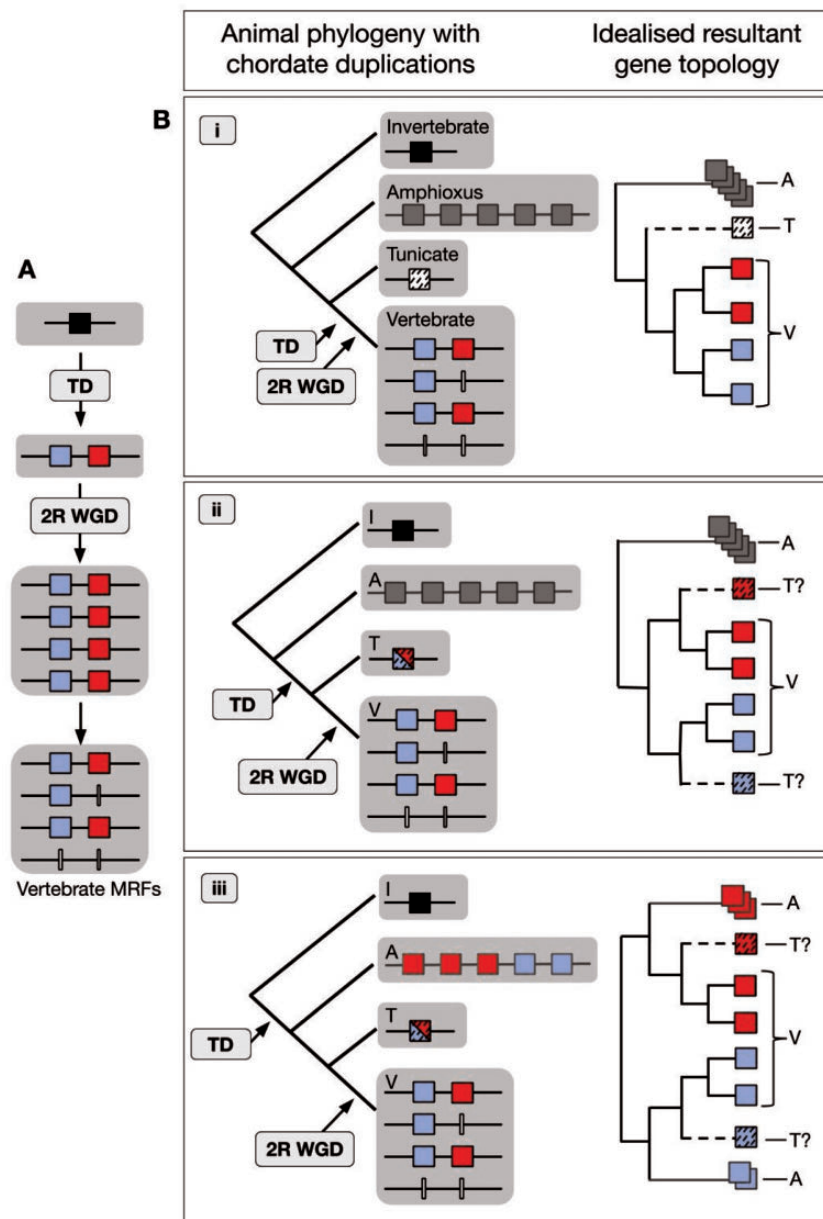 Animal phylogeny with
chordate duplications
Idealised resultant
gene topology
A
TD
2R WGD
Vertebrate MRFs
B
i
Invertebrate
Amphioxus
Tunicate
Vertebrate
TD
2R WGD
A
T
V
ii
I
A
T
V
TD
2R WGD
A
T?
V
T?
iii
I
A
T
V
TD
2R WGD
A
T?
V
T?
A